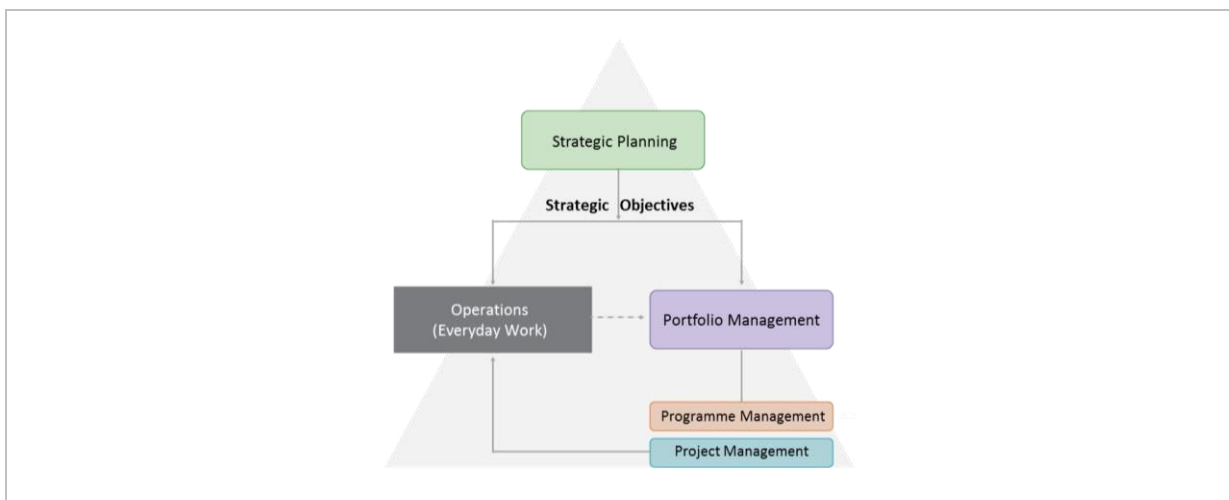 Strategic Planning
Strategic Objectives
Operations
(Everyday Work)
Portfolio Management
Programme Management
Project Management